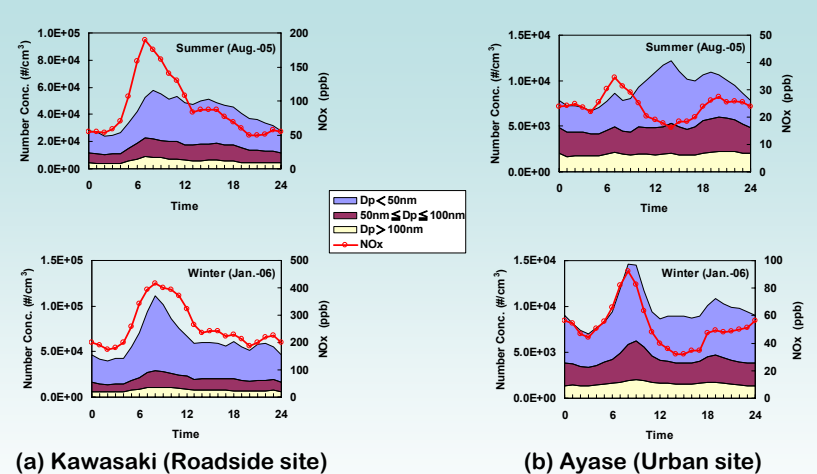 Summer (Aug.-05)
Number Conc. (#/cm³)
1.0E+05
8.0E+04
6.0E+04
4.0E+04
2.0E+04
0.0E+00
200
150
100
50
0
NOx (ppb)
0 6 12 18 24
Time
Summer (Aug.-05)
Number Conc. (#/cm³)
1.5E+04
1.0E+04
5.0E+03
0.0E+00
50
40
30
20
10
0
NOx (ppb)
0 6 12 18 24
Time
Dp<50nm
50nm≦Dp≦100nm
Dp>100nm
NOx
Winter (Jan.-06)
Number Conc. (#/cm³)
1.5E+05
1.0E+05
5.0E+04
0.0E+00
500
400
300
200
100
0
NOx (ppb)
0 6 12 18 24
Time
Winter (Jan.-06)
Number Conc. (#/cm³)
1.5E+04
1.0E+04
5.0E+03
0.0E+00
100
80
60
40
20
0
NOx (ppb)
0 6 12 18 24
Time
(a) Kawasaki (Roadside site)
(b) Ayase (Urban site)